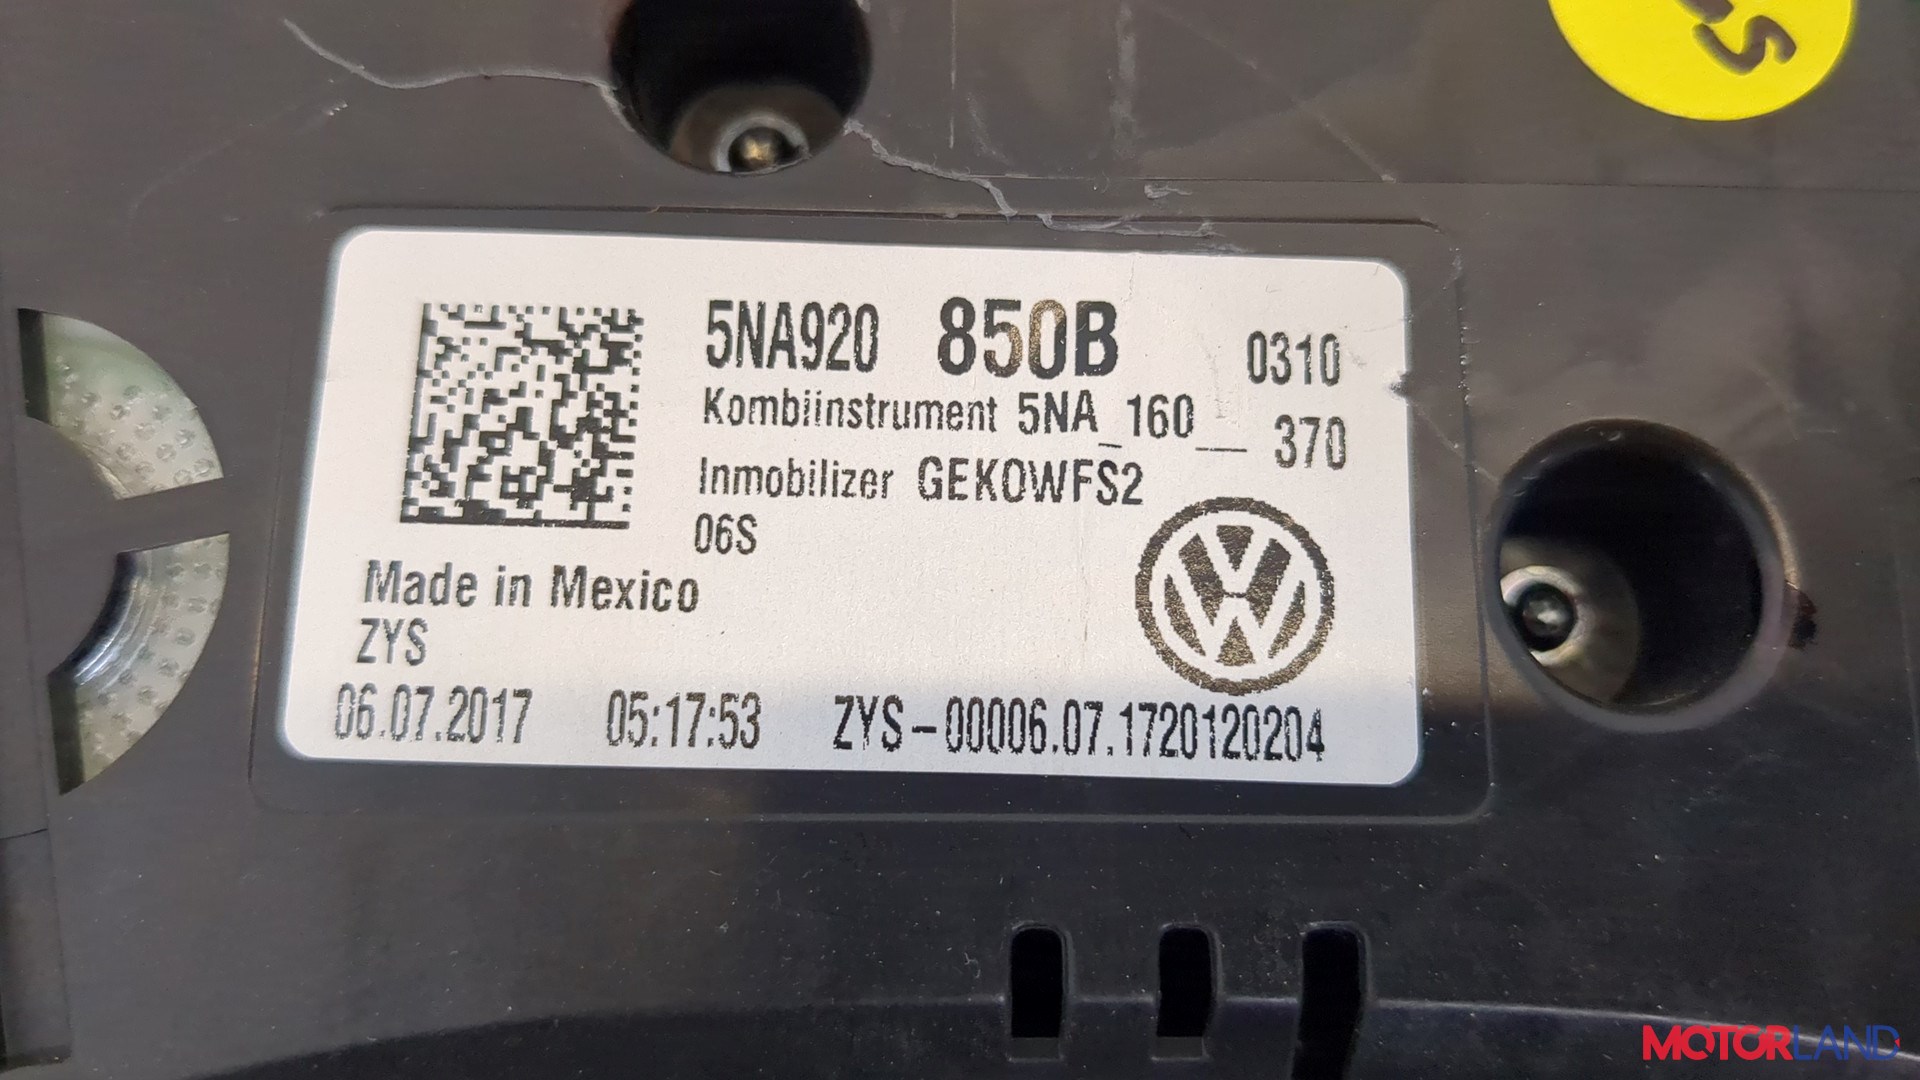 5NA920 850B 0310
Kombiinstrument 5NA_160__ 370
Inmobilizer GEKOWFS2
06S
Made in Mexico
ZYS
06.07.2017 05:17:53 ZYS-00006.07.1720120204
MOTORLAND